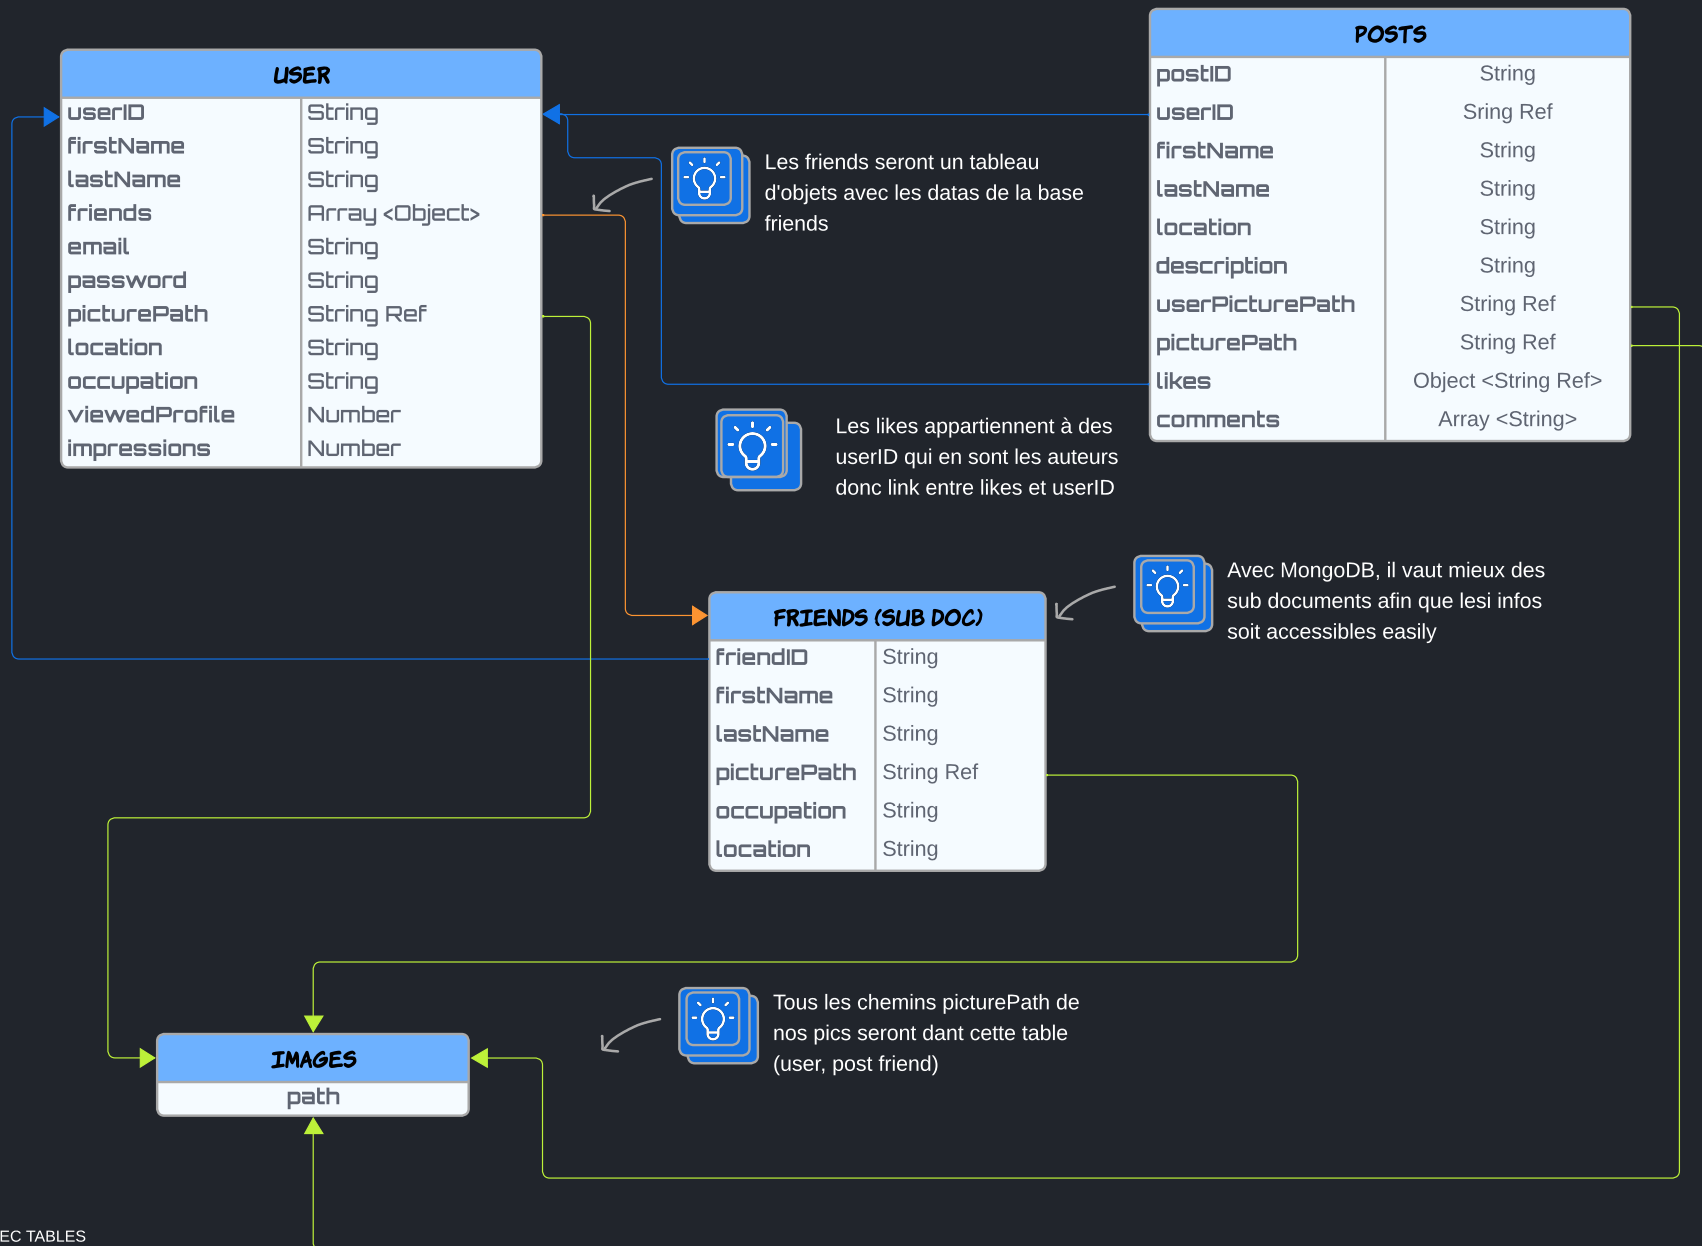 USER
userID String
firstName String
lastName String
friends Array <Object>
email String
password String
picturePath String Ref
location String
occupation String
viewedProfile Number
impressions Number
POSTS
postID String
userID Sring Ref
firstName String
lastName String
location String
description String
userPicturePath String Ref
picturePath String Ref
likes Object <String Ref>
comments Array <String>
Les friends seront un tableau
d'objets avec les datas de la base
friends
Les likes appartiennent à des
userID qui en sont les auteurs
donc link entre likes et userID
Avec MongoDB, il vaut mieux des
sub documents afin que lesi infos
soit accessibles easily
FRIENDS (SUB DOC)
friendID String
firstName String
lastName String
picturePath String Ref
occupation String
location String
Tous les chemins picturePath de
nos pics seront dant cette table
(user, post friend)
IMAGES
path
EC TABLES